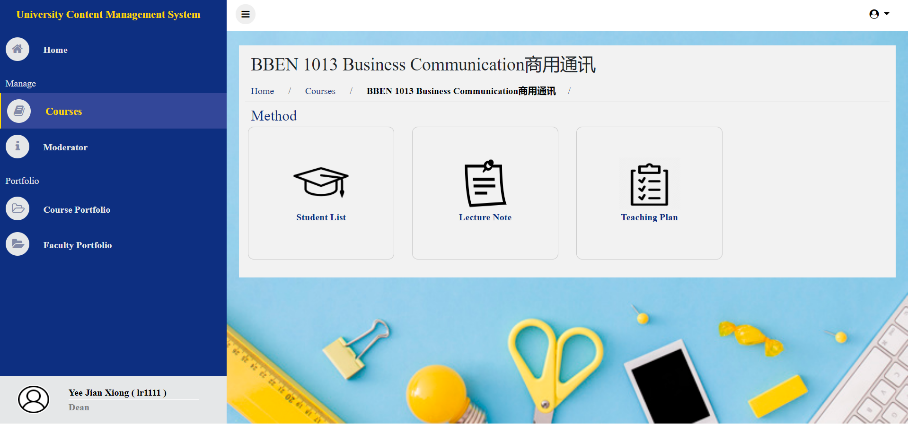 University Content Management System
Home
Manage
Courses
Moderator
Portfolio
Course Portfolio
Faculty Portfolio
Yee Jian Xiong ( lr1111 )
Dean
BBEN 1013 Business Communication商用通讯
Home / Courses / BBEN 1013 Business Communication商用通讯 /
Method
Student List
Lecture Note
Teaching Plan